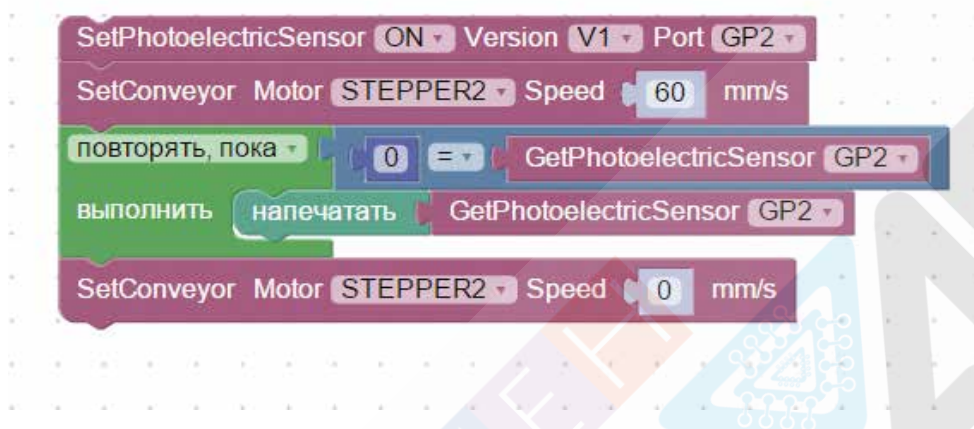 SetPhotoelectricSensor ON Version V1 Port GP2
SetConveyor Motor STEPPER2 Speed 60 mm/s
повторять, пока 0 = GetPhotoelectricSensor GP2
выполнить напечатать GetPhotoelectricSensor GP2
SetConveyor Motor STEPPER2 Speed 0 mm/s